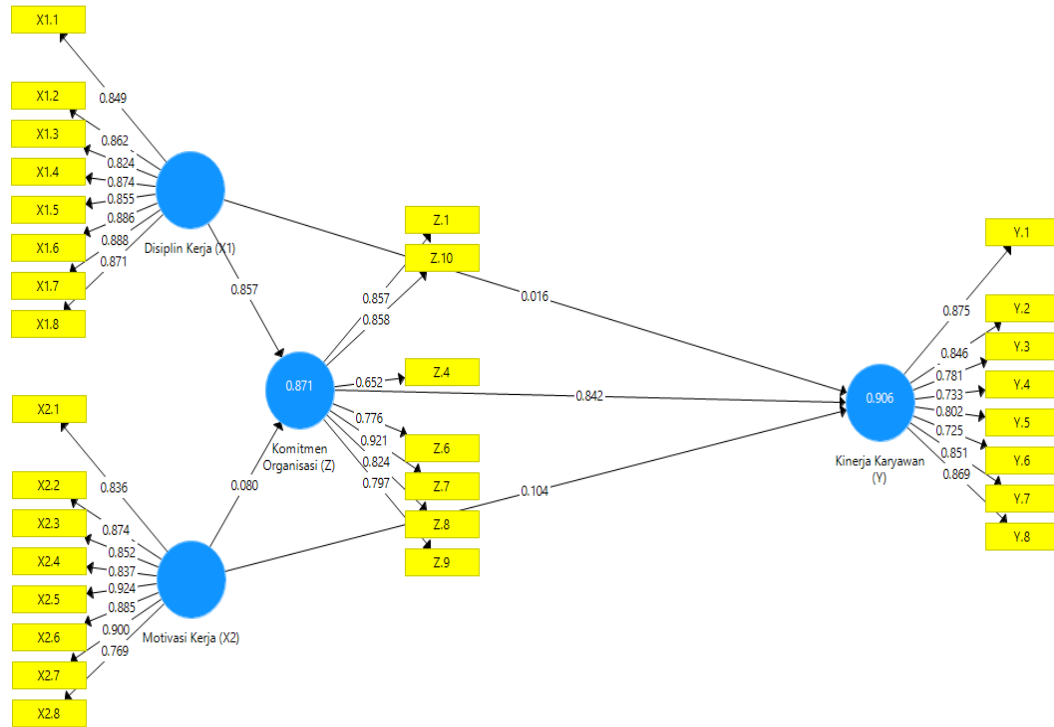 X1.1
0.849
X1.2
0.862
X1.3
0.824
X1.4
0.874
X1.5
0.855
X1.6
0.886
X1.7
0.888
X1.8
0.871
Disiplin Kerja (X1)
0.857
0.016
Z.1
Z.10
0.857
0.858
Z.4
0.652
0.871
Komitmen
Organisasi (Z)
0.842
0.776
Z.6
0.921
Z.7
0.824
Z.8
0.797
Z.9
0.080
0.104
X2.1
0.836
X2.2
0.874
X2.3
0.852
X2.4
0.837
X2.5
0.924
X2.6
0.885
X2.7
0.900
X2.8
0.769
Motivasi Kerja (X2)
0.906
Kinerja Karyawan
(Y)
Y.1
0.875
Y.2
0.846
Y.3
0.781
Y.4
0.733
Y.5
0.802
Y.6
0.725
Y.7
0.851
Y.8
0.869